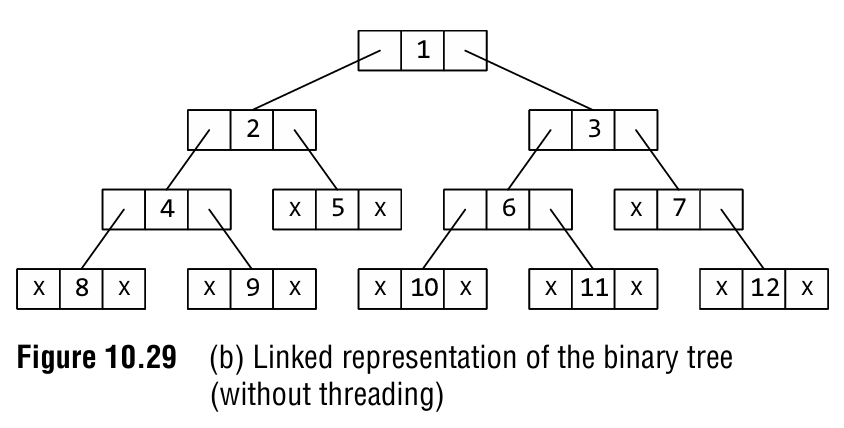 1
2 3
4 X 5 X 6 X 7
X 8 X X 9 X X 10 X X 11 X X 12 X
Figure 10.29 (b) Linked representation of the binary tree
(without threading)